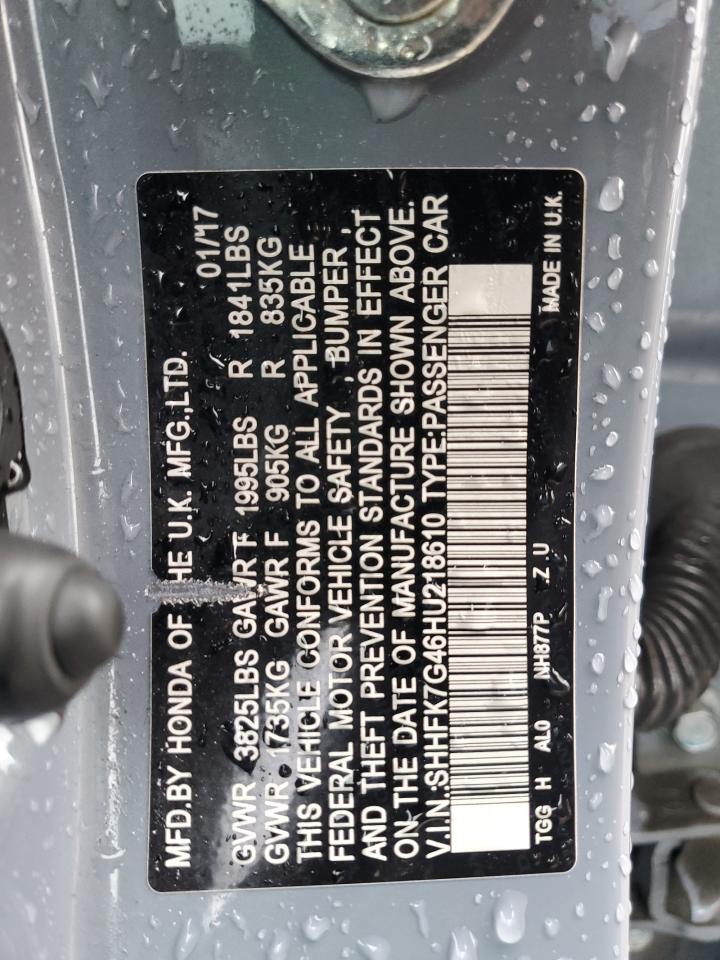 MFD.BY HONDA OF THE U.K. MFG.,LTD. 01/17
GVWR 3825LBS GAWR F 1995LBS R 1841LBS
GVWR 1735KG GAWR F 905KG R 835KG
THIS VEHICLE CONFORMS TO ALL APPLICABLE
FEDERAL MOTOR VEHICLE SAFETY , BUMPER ,
AND THEFT PREVENTION STANDARDS IN EFFECT
ON THE DATE OF MANUFACTURE SHOWN ABOVE.
V.I.N.:SHHFK7G46HU218610 TYPE:PASSENGER CAR
TGG H AL0 NH877P Z.U MADE IN U.K.